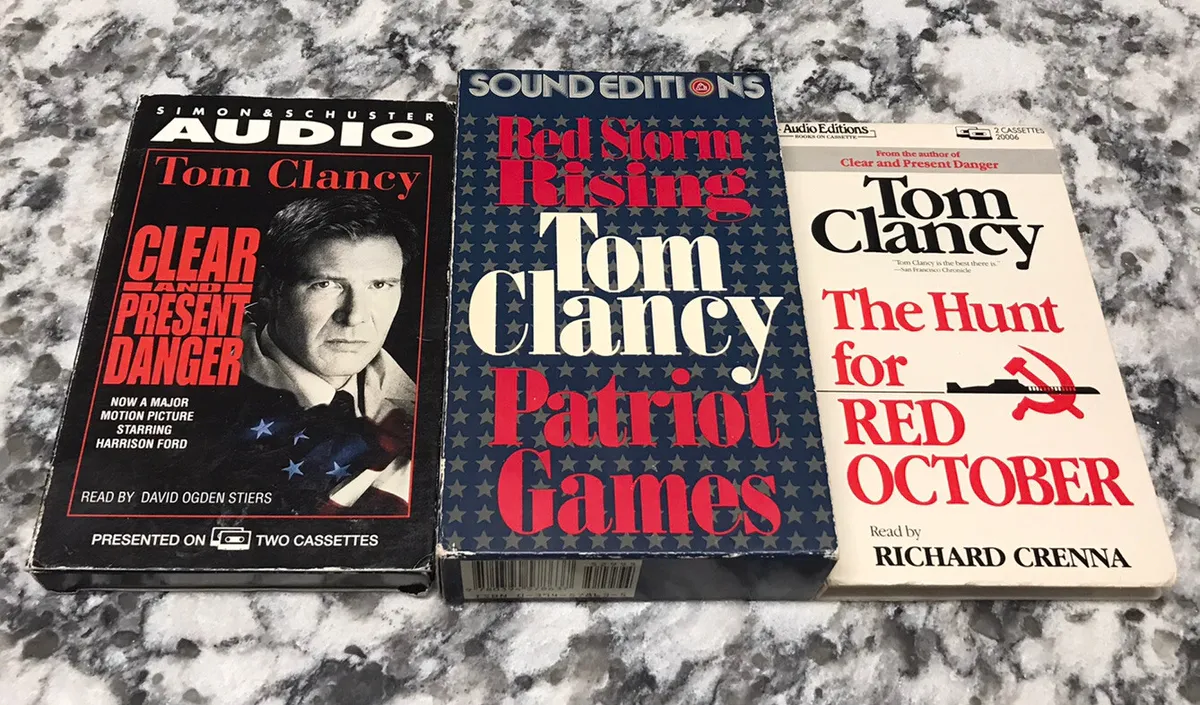 SIMON & SCHUSTER
AUDIO
Tom Clancy
CLEAR
AND
PRESENT
DANGER
NOW A MAJOR
MOTION PICTURE
STARRING
HARRISON FORD
READ BY DAVID OGDEN STIERS
PRESENTED ON TWO CASSETTES
SOUND EDITIONS
Red Storm
Rising
Tom
Clancy
Patriot
Games
Audio Editions
BOOKS ON CASSETTE
2 CASSETTES
20006
From the author of
Clear and Present Danger
Tom
Clancy
"Tom Clancy is the best there is."
—San Francisco Chronicle
The Hunt
for
RED
OCTOBER
Read by
RICHARD CRENNA